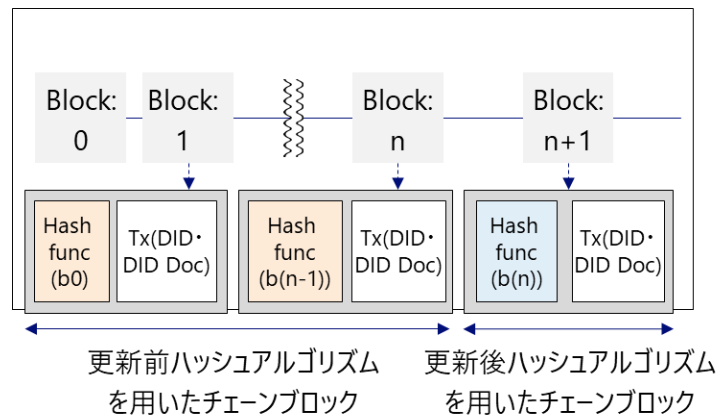 Block:
0
Block:
1
Block:
n
Block:
n+1
Hash
func
(b0)
Tx(DID・
DID Doc)
Hash
func
(b(n-1))
Tx(DID・
DID Doc)
Hash
func
(b(n))
Tx(DID・
DID Doc)
更新前ハッシュアルゴリズム
を用いたチェーンブロック
更新後ハッシュアルゴリズム
を用いたチェーンブロック